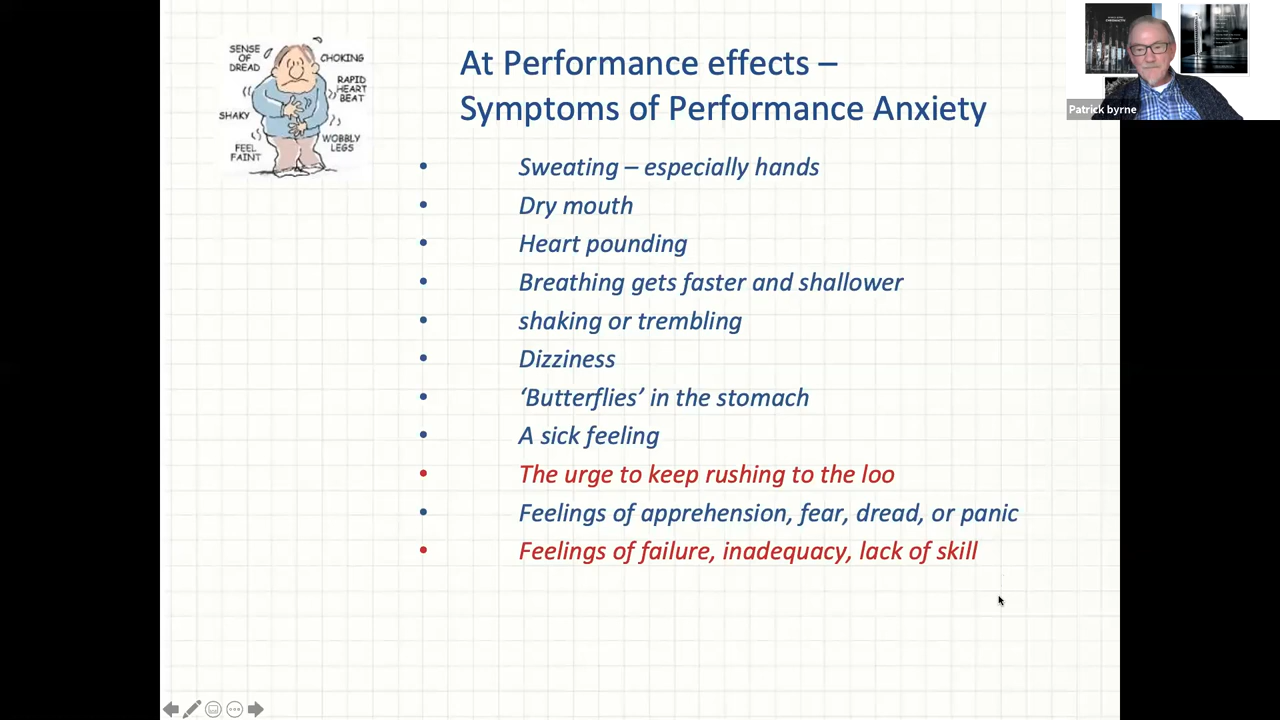 At Performance effects –
Symptoms of Performance Anxiety
SENSE
OF
DREAD
CHOKING
RAPID
HEART
BEAT
SHAKY
WOBBLY
LEGS
FEEL
FAINT
Patrick byrne
• Sweating – especially hands
• Dry mouth
• Heart pounding
• Breathing gets faster and shallower
• shaking or trembling
• Dizziness
• ‘Butterflies’ in the stomach
• A sick feeling
• The urge to keep rushing to the loo
• Feelings of apprehension, fear, dread, or panic
• Feelings of failure, inadequacy, lack of skill